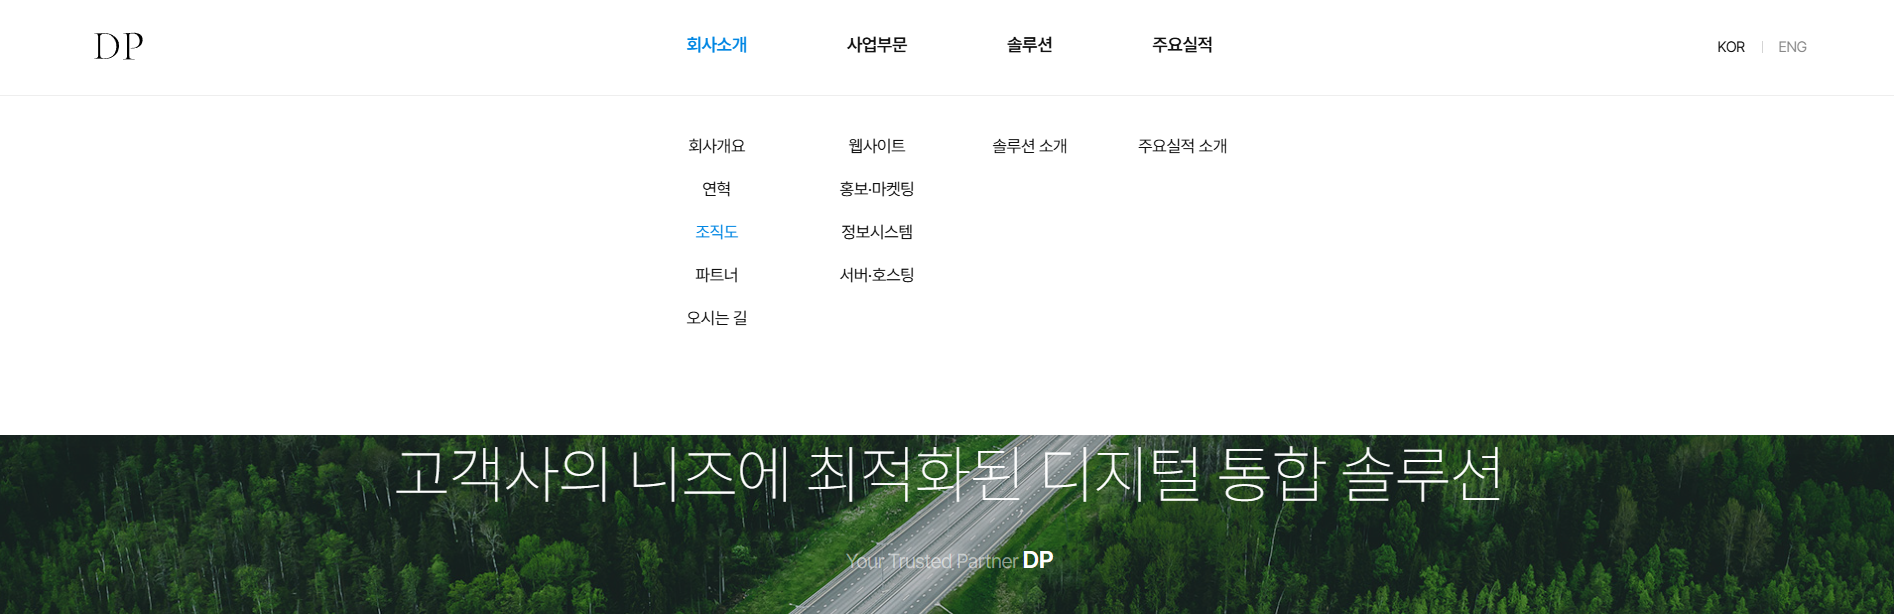 DP
회사소개 사업부문 솔루션 주요실적
KOR ENG
회사개요 웹사이트 솔루션 소개 주요실적 소개
연혁 홍보·마켓팅
조직도 정보시스템
파트너 서버·호스팅
오시는 길
고객사의 니즈에 최적화된 디지털 통합 솔루션
Your Trusted Partner DP